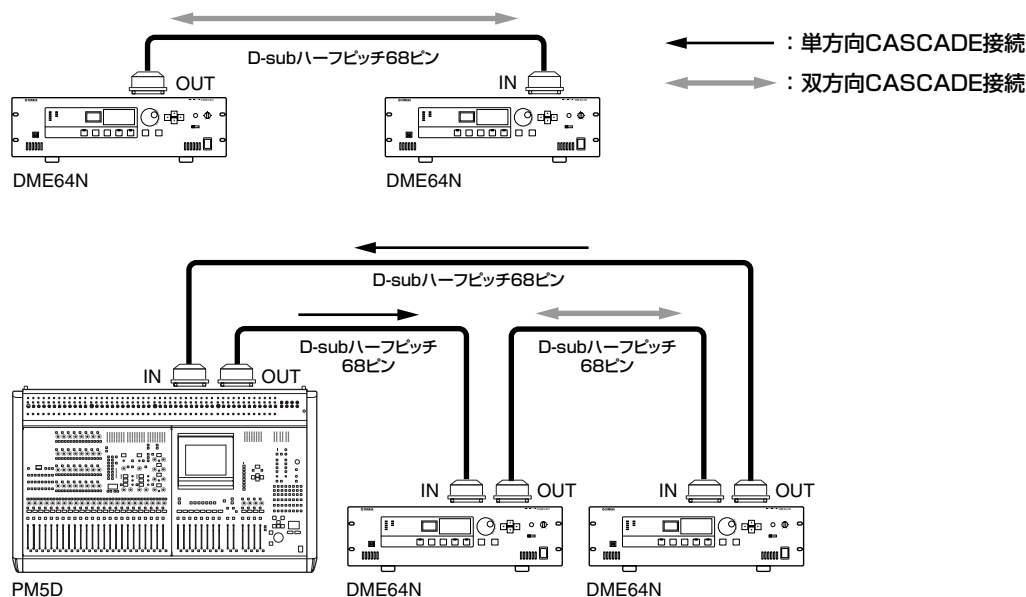 D-subハーフピッチ68ピン
OUT
IN
DME64N
DME64N
：単方向CASCADE接続
：双方向CASCADE接続
D-subハーフピッチ68ピン
D-subハーフピッチ
68ピン
D-subハーフピッチ
68ピン
IN
OUT
IN
OUT
IN
OUT
PM5D
DME64N
DME64N